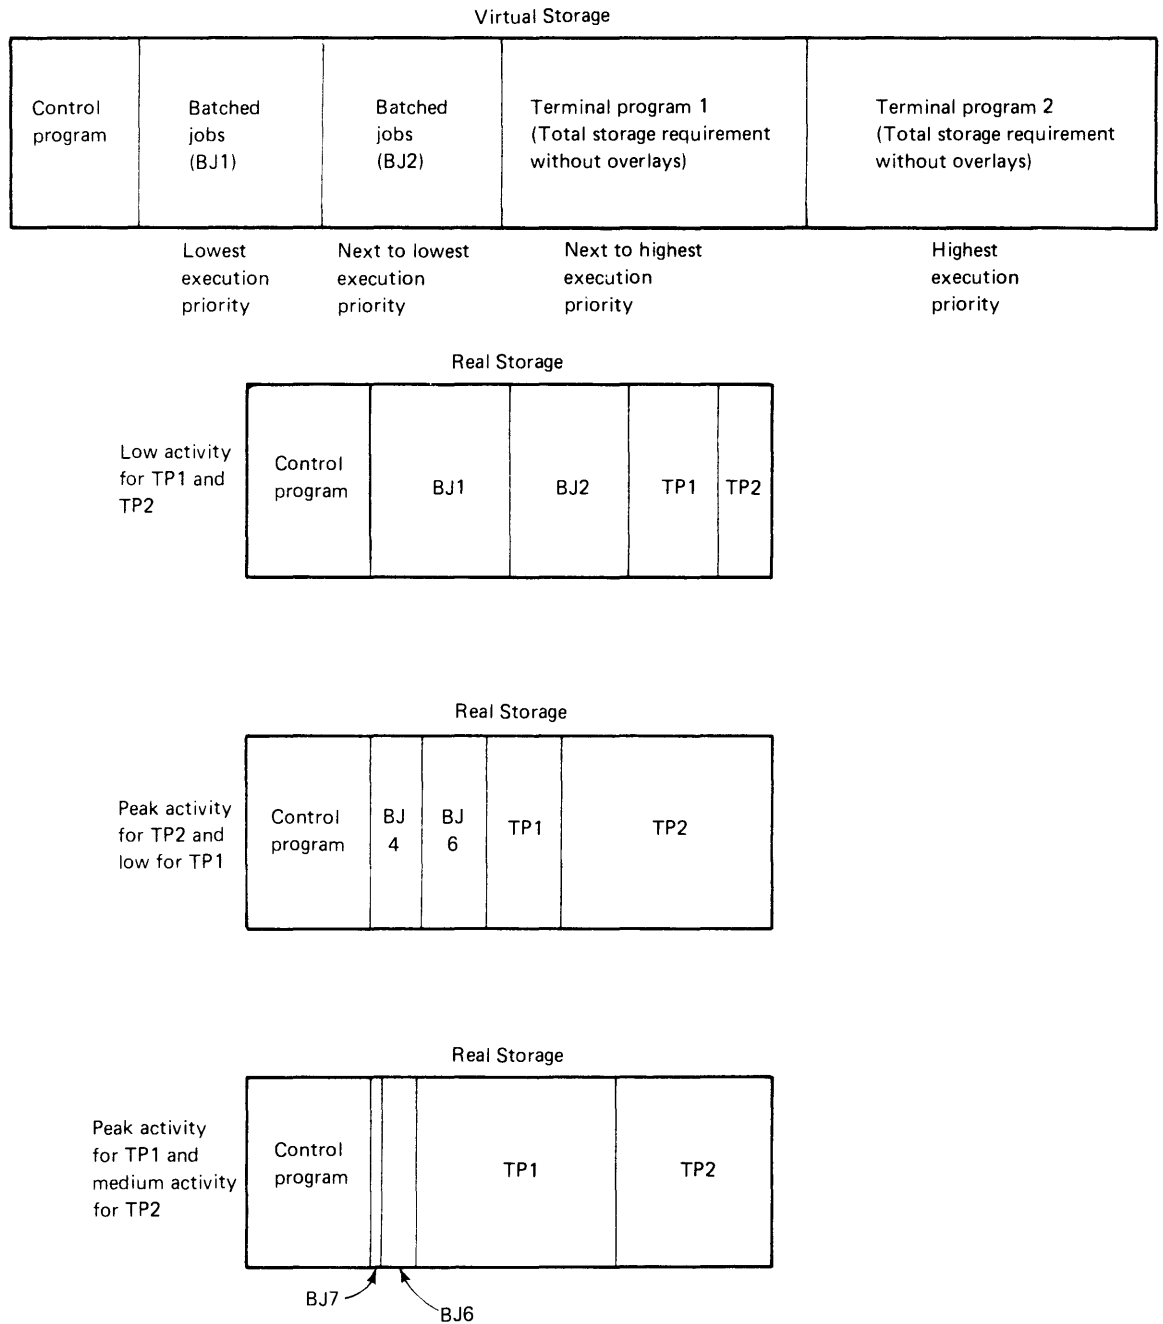 Virtual Storage
Control
program
Batched
jobs
(BJ1)
Batched
jobs
(BJ2)
Terminal program 1
(Total storage requirement
without overlays)
Terminal program 2
(Total storage requirement
without overlays)
Lowest
execution
priority
Next to lowest
execution
priority
Next to highest
execution
priority
Highest
execution
priority
Real Storage
Low activity
for TP1 and
TP2
Control
program
BJ1
BJ2
TP1
TP2
Real Storage
Peak activity
for TP2 and
low for TP1
Control
program
BJ
4
BJ
6
TP1
TP2
Real Storage
Peak activity
for TP1 and
medium activity
for TP2
Control
program
TP1
TP2
BJ7
BJ6